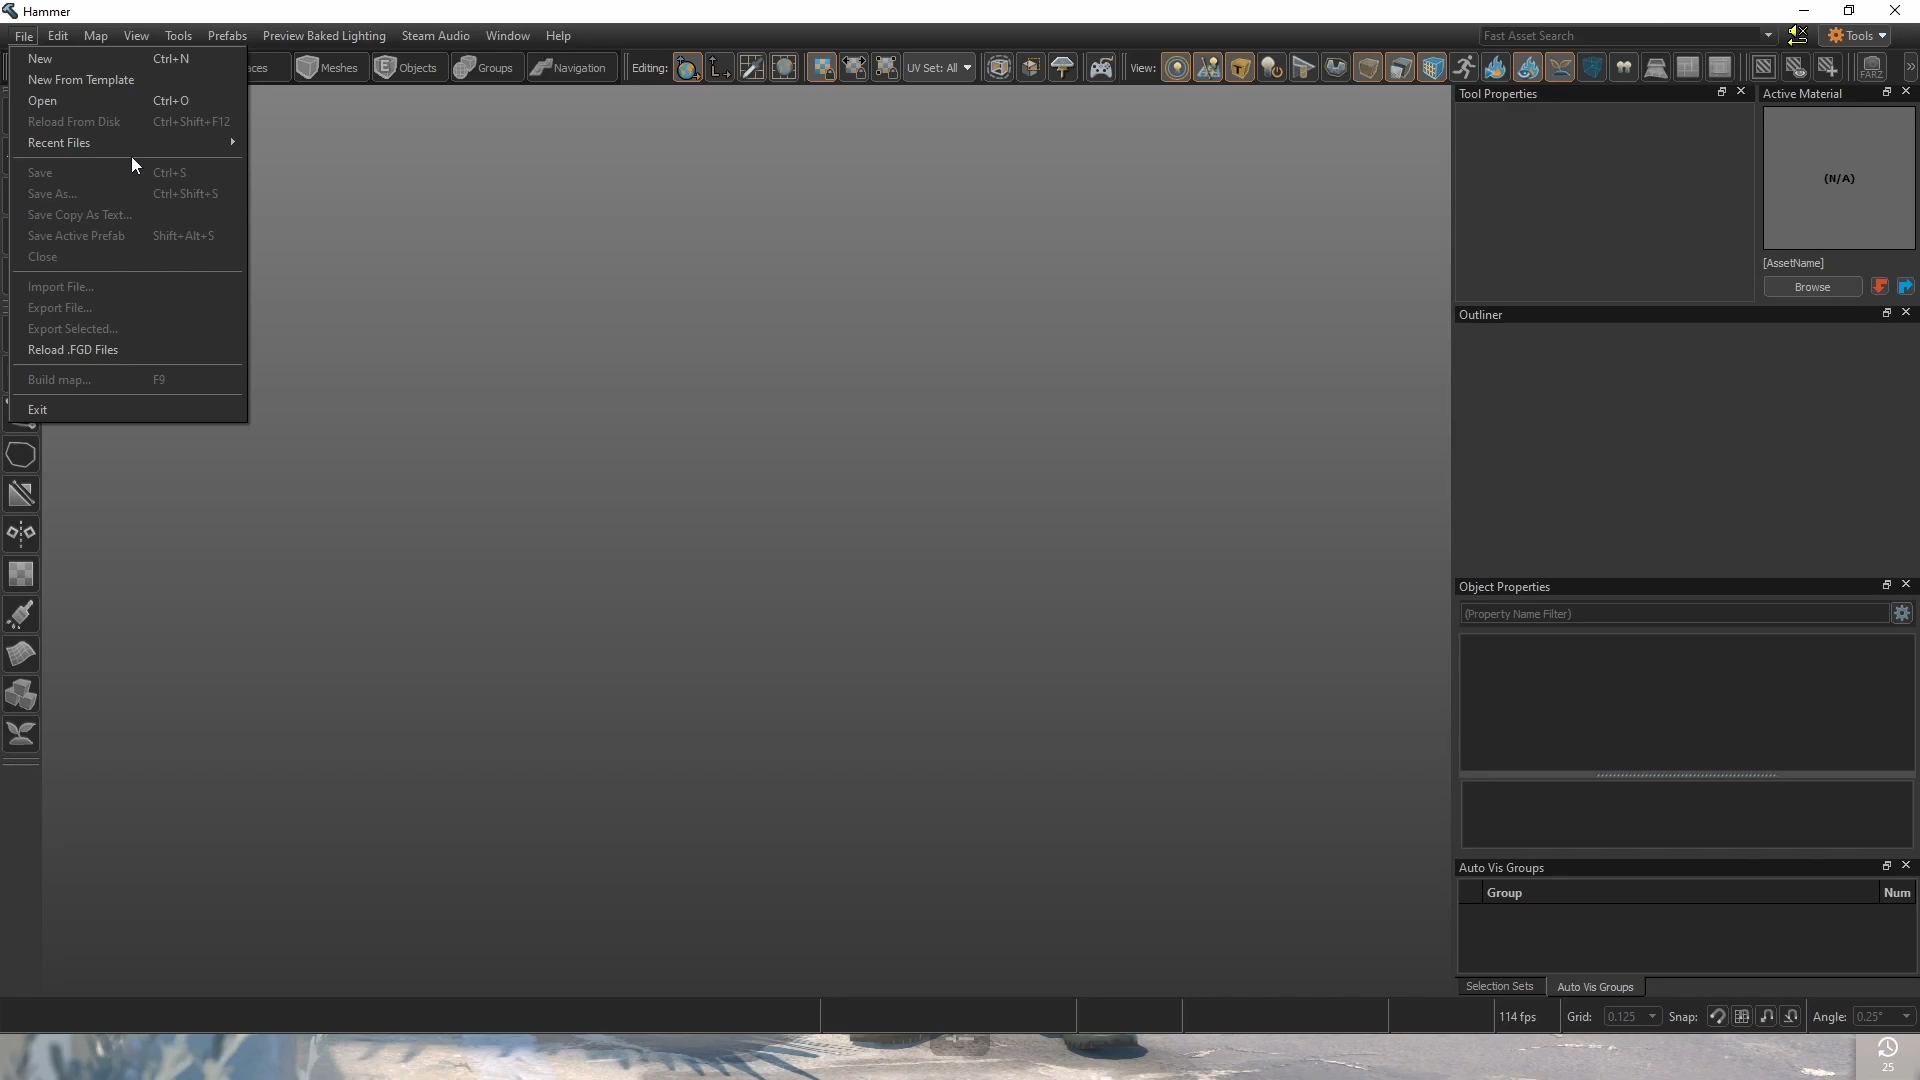 Hammer
File Edit Map View Tools Prefabs Preview Baked Lighting Steam Audio Window Help
Fast Asset Search
Tools
aces Meshes Objects Groups Navigation Editing: UV Set: All View: FARZ »
New Ctrl+N
New From Template
Open Ctrl+O
Reload From Disk Ctrl+Shift+F12
Recent Files
Save Ctrl+S
Save As... Ctrl+Shift+S
Save Copy As Text...
Save Active Prefab Shift+Alt+S
Close
Import File...
Export File...
Export Selected...
Reload .FGD Files
Build map... F9
Exit
Tool Properties
Active Material
(N/A)
[AssetName]
Browse
Outliner
Object Properties
(Property Name Filter)
Auto Vis Groups
Group Num
Selection Sets Auto Vis Groups
114 fps Grid: 0.125 Snap: Angle: 0.25°
25